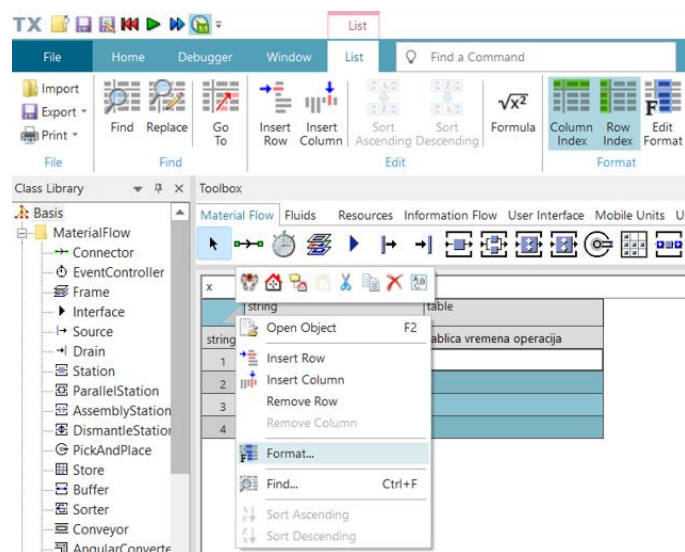 TX
List
File Home Debugger Window List Find a Command
Import
Export
Print
Find Replace
Go To
Insert Row
Insert Column
Sort Ascending
Sort Descending
√x² Formula
Column Index
Row Index
Edit Format
File Find Edit Format
Class Library
Toolbox
Basis
MaterialFlow
Connector
EventController
Frame
Interface
Source
Drain
Station
ParallelStation
AssemblyStation
DismantleStation
PickAndPlace
Store
Buffer
Sorter
Conveyor
AngularConverte
Material Flow Fluids Resources Information Flow User Interface Mobile Units U
x
string table
string ablica vremena operacija
1
2
3
4
Open Object F2
Insert Row
Insert Column
Remove Row
Remove Column
Format...
Find... Ctrl+F
Sort Ascending
Sort Descending